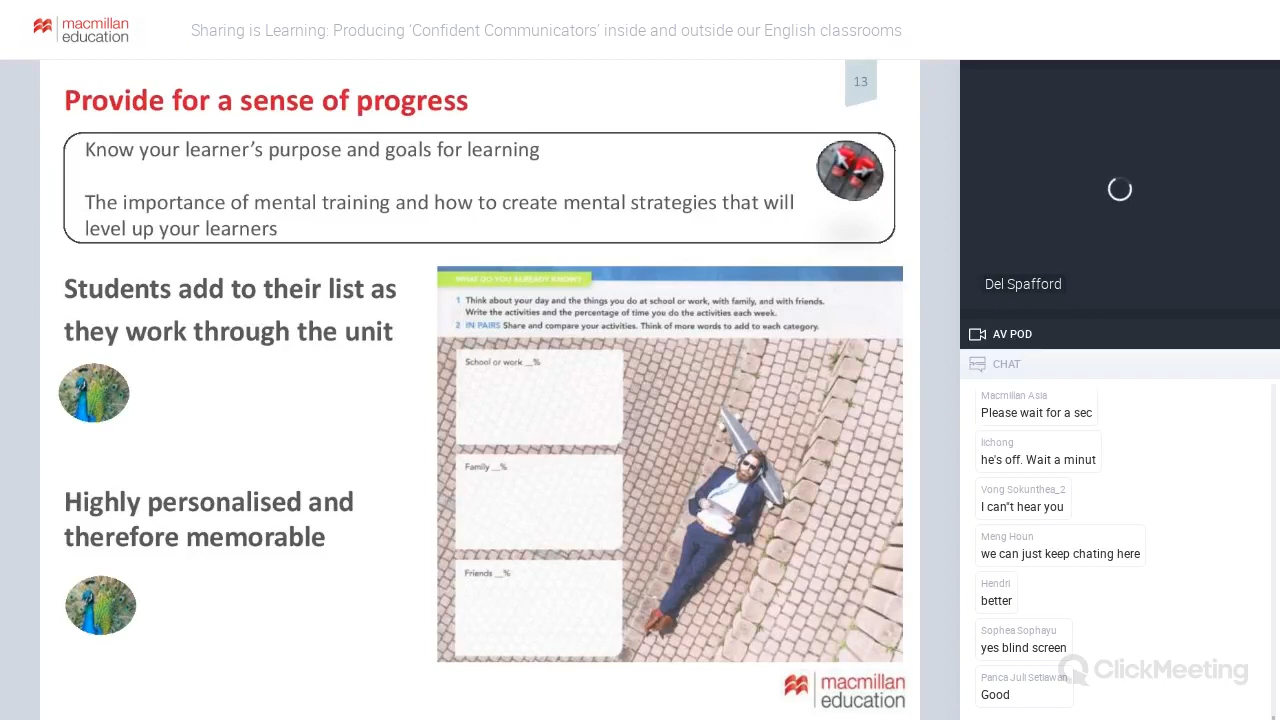 macmillan
education
Sharing is Learning: Producing ‘Confident Communicators’ inside and outside our English classrooms
13
Provide for a sense of progress
Know your learner’s purpose and goals for learning
The importance of mental training and how to create mental strategies that will
level up your learners
Students add to their list as
they work through the unit
Highly personalised and
therefore memorable
WHAT DO YOU ALREADY KNOW?
1 Think about your day and the things you do at school or work, with family, and with friends.
Write the activities and the percentage of time you do the activities each week.
2 IN PAIRS Share and compare your activities. Think of more words to add to each category.
School or work __%
Family __%
Friends __%
macmillan
education
Del Spafford
AV POD
CHAT
Macmillan Asia
Please wait for a sec
lichong
he's off. Wait a minut
Vong Sokunthea_2
I can"t hear you
Meng Houn
we can just keep chating here
Hendri
better
Sophea Sophayu
yes blind screen
Panca Juli Setiawan
Good
ClickMeeting